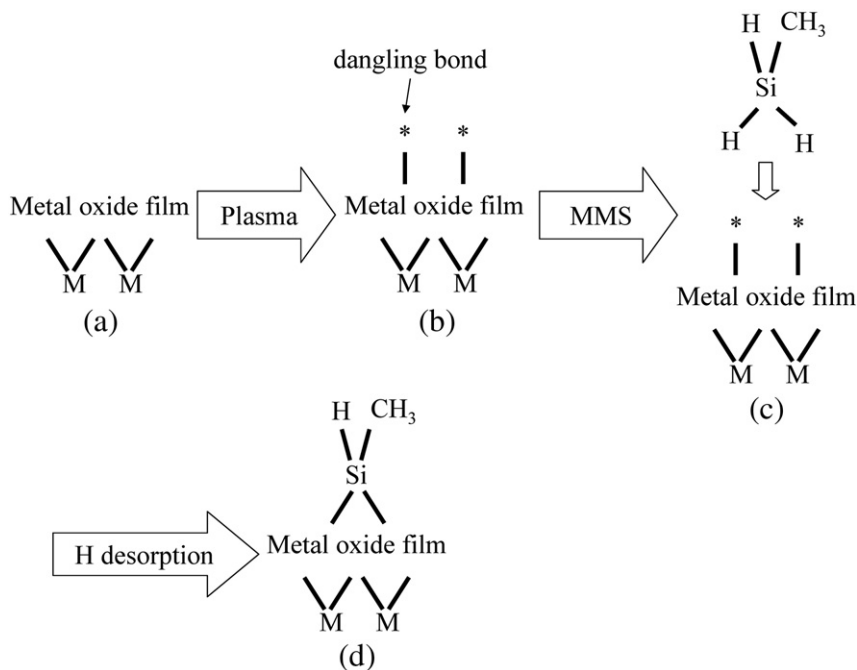 dangling bond
* *
Metal oxide film
M M
(a)
Plasma
Metal oxide film
M M
(b)
MMS
H CH₃
Si
H H
* *
Metal oxide film
M M
(c)
H desorption
H CH₃
Si
Metal oxide film
M M
(d)